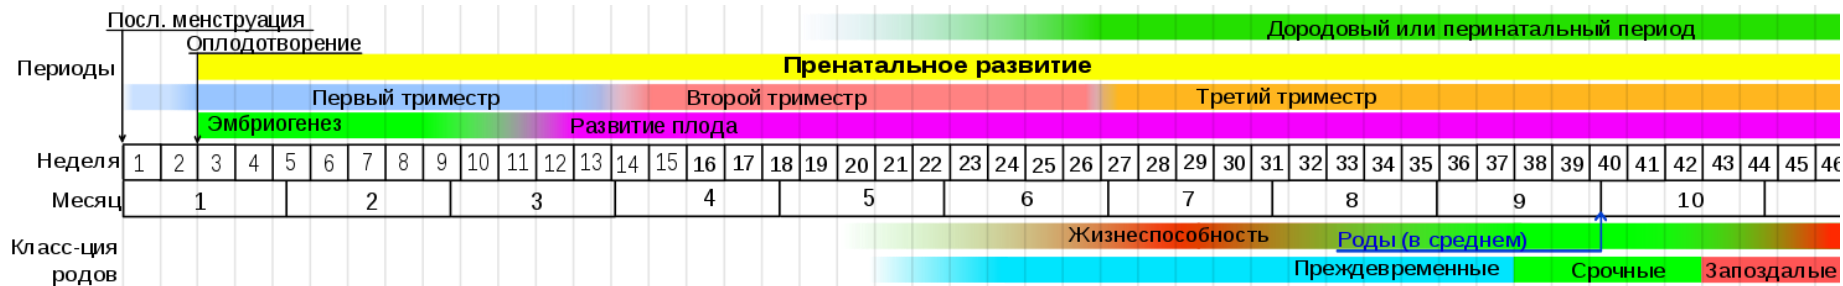 Посл. менструация
Дородовый или перинатальный период
Оплодотворение
Периоды
Пренатальное развитие
Первый триместр Второй триместр Третий триместр
Эмбриогенез Развитие плода
Неделя 1 2 3 4 5 6 7 8 9 10 11 12 13 14 15 16 17 18 19 20 21 22 23 24 25 26 27 28 29 30 31 32 33 34 35 36 37 38 39 40 41 42 43 44 45 46
Месяц 1 2 3 4 5 6 7 8 9 10
Класс-ция
родов
Жизнеспособность Роды (в среднем)
Преждевременные Срочные Запоздалые